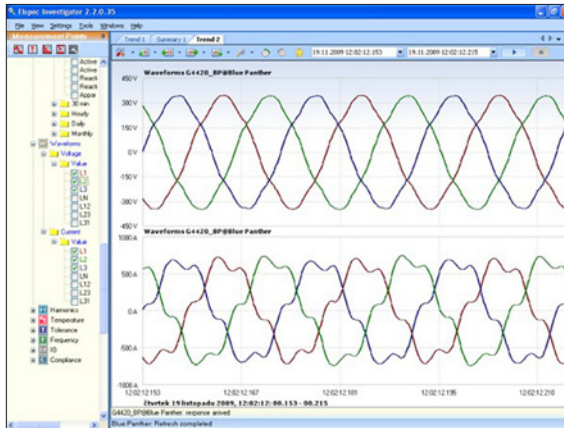 Elspec Investigator 2.2.0.35
File View Settings Tools Windows Help
Measurement Points
Trend 1 Summary 1 Trend 2
19.11.2009 12:02:12.153
19.11.2009 12:02:12.215
Active
Active
Reacti
Reacti
Appar
30 min
Hourly
Daily
Monthly
Waveforms
Voltage
Value
L1
L2
L3
LN
L12
L23
L31
Current
Value
L1
L2
L3
LN
L12
L23
L31
Harmonics
Temperature
Tolerance
Frequency
IO
Compliance
Waveforms G4420_BP@Blue Panther
450 V
300 V
150 V
0 V
-150 V
-300 V
-450 V
Waveforms G4420_BP@Blue Panther
1000 A
500 A
0 A
-500 A
-1000 A
12:02:12.153
12:02:12.167
12:02:12.181
12:02:12.195
12:02:12.210
čtvrtek 19 listopadu 2009, 12:02:12: 00.153 - 00.215
G4420_BP@Blue Panther: response arrived
Blue Panther: Refresh completed